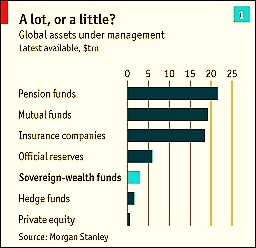 A lot, or a little?
1
Global assets under management
Latest available, $trn
0 5 10 15 20 25
Pension funds
Mutual funds
Insurance companies
Official reserves
Sovereign-wealth funds
Hedge funds
Private equity
Source: Morgan Stanley